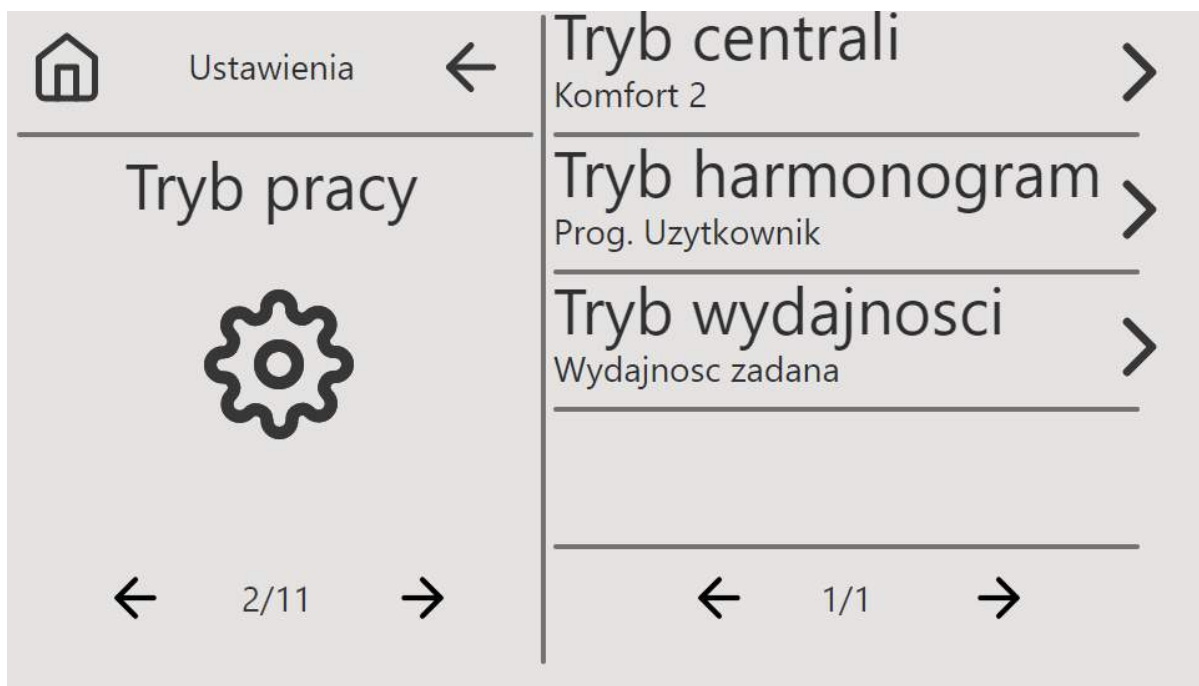 Ustawienia
Tryb pracy
2/11
Tryb centrali
Komfort 2
Tryb harmonogram
Prog. Uzytkownik
Tryb wydajnosci
Wydajnosc zadana
1/1